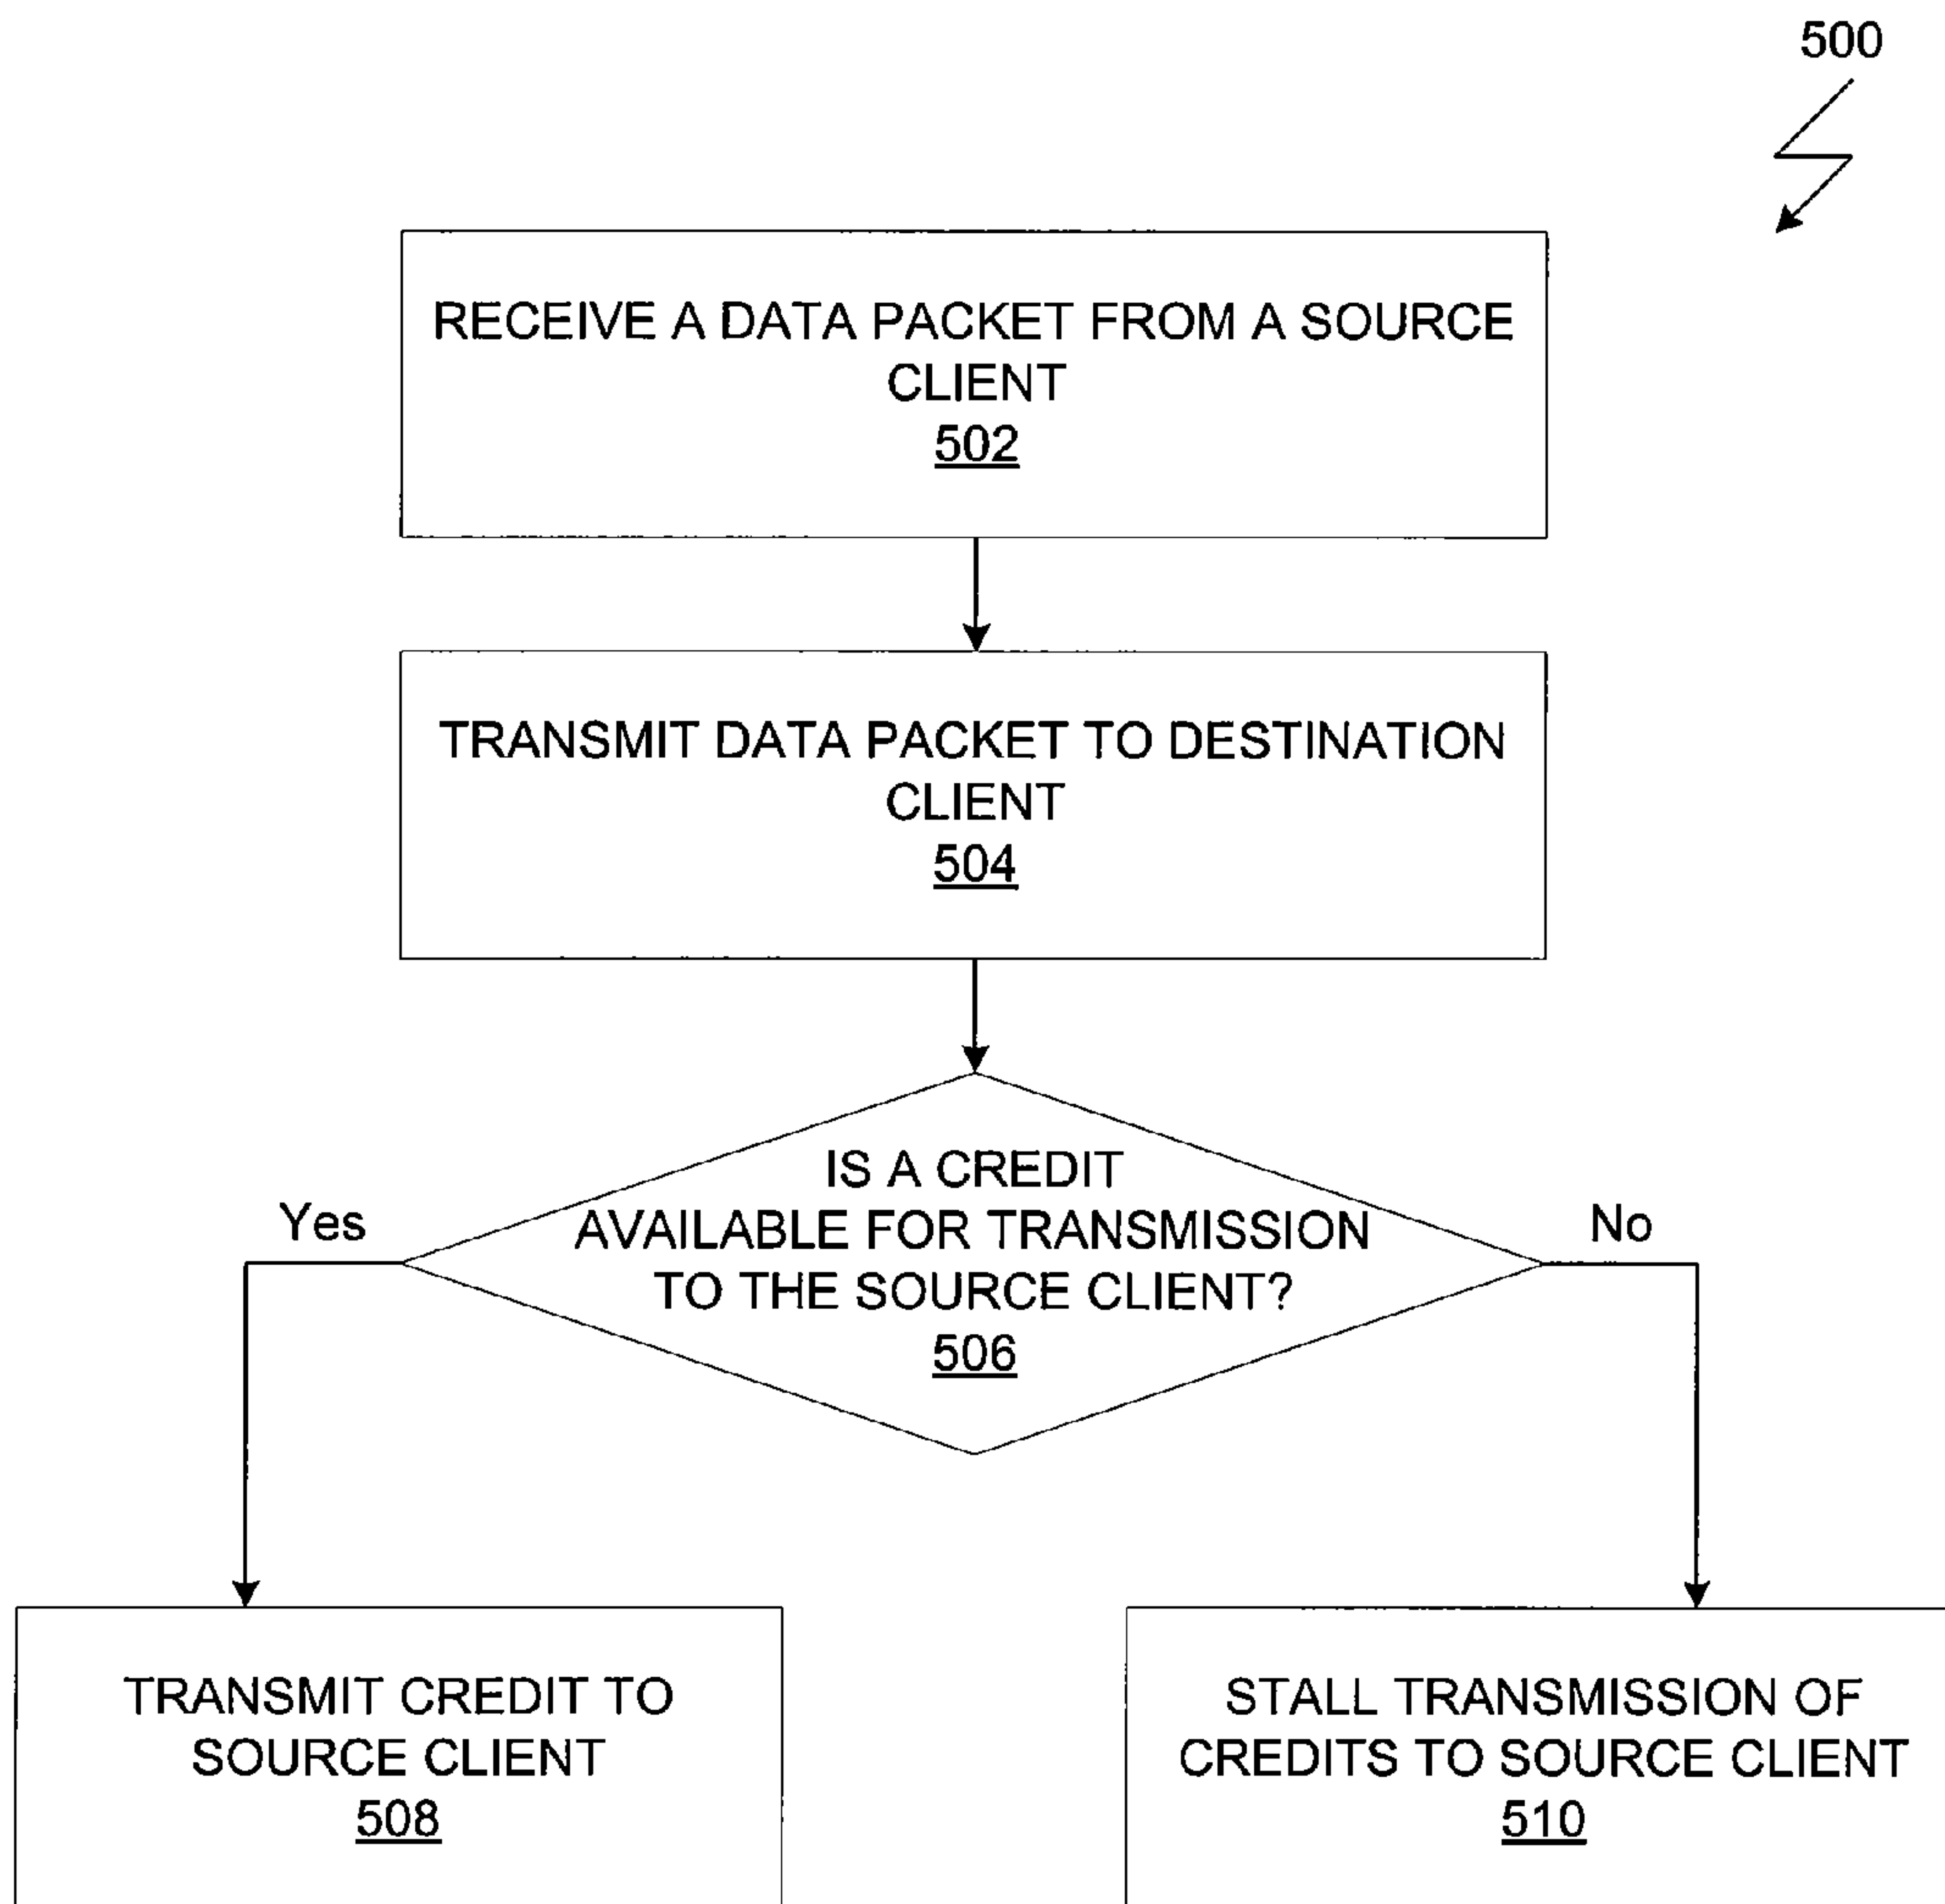 500
RECEIVE A DATA PACKET FROM A SOURCE
CLIENT
502
TRANSMIT DATA PACKET TO DESTINATION
CLIENT
504
IS A CREDIT
AVAILABLE FOR TRANSMISSION
TO THE SOURCE CLIENT?
506
Yes
No
TRANSMIT CREDIT TO
SOURCE CLIENT
508
STALL TRANSMISSION OF
CREDITS TO SOURCE CLIENT
510